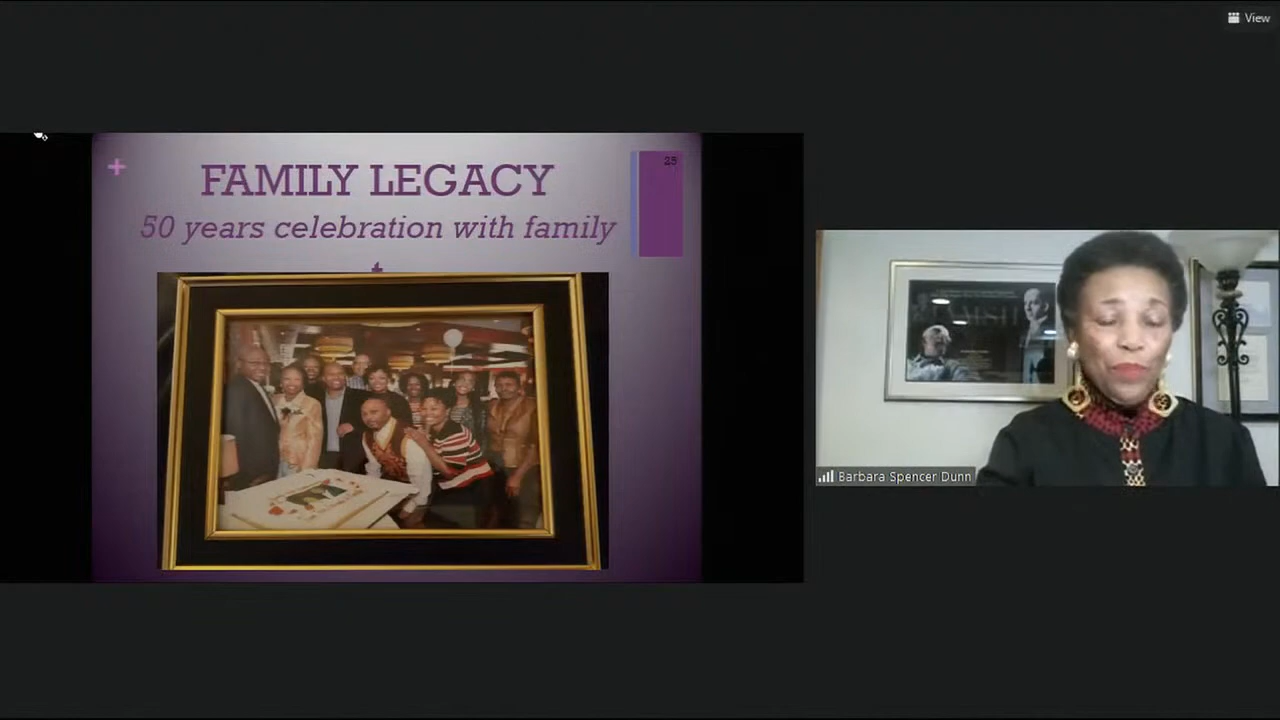 View
+
25
FAMILY LEGACY
50 years celebration with family
Barbara Spencer Dunn